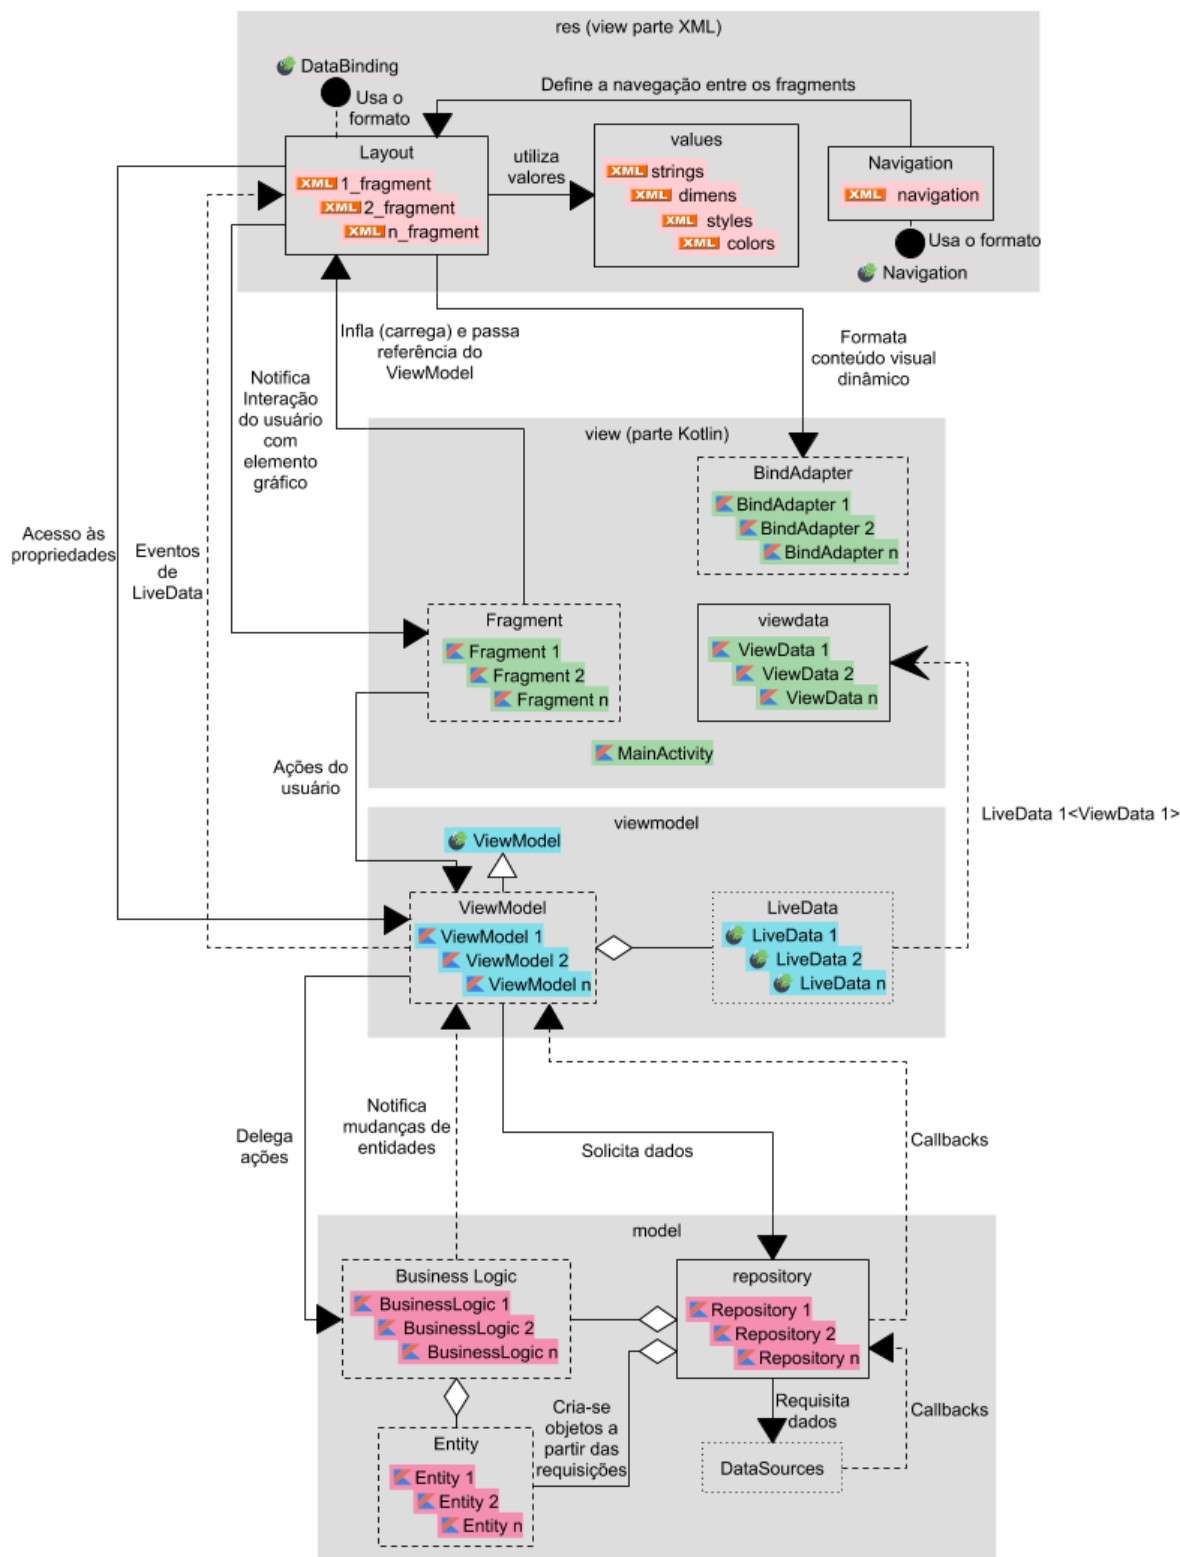 res (view parte XML)
DataBinding
Usa o
formato
Define a navegação entre os fragments
Layout
XML 1_fragment
XML 2_fragment
XML n_fragment
utiliza
valores
values
XML strings
XML dimens
XML styles
XML colors
Navigation
XML navigation
Usa o formato
Navigation
Infla (carrega) e passa
referência do
ViewModel
Formata
conteúdo visual
dinâmico
Notifica
Interação
do usuário
com
elemento
gráfico
view (parte Kotlin)
BindAdapter
BindAdapter 1
BindAdapter 2
BindAdapter n
Acesso às
propriedades
Eventos
de
LiveData
Fragment
Fragment 1
Fragment 2
Fragment n
viewdata
ViewData 1
ViewData 2
ViewData n
MainActivity
Ações do
usuário
LiveData 1<ViewData 1>
viewmodel
ViewModel
ViewModel
ViewModel 1
ViewModel 2
ViewModel n
LiveData
LiveData 1
LiveData 2
LiveData n
Notifica
mudanças de
entidades
Delega
ações
Solicita dados
Callbacks
model
Business Logic
BusinessLogic 1
BusinessLogic 2
BusinessLogic n
repository
Repository 1
Repository 2
Repository n
Cria-se
objetos a
partir das
requisições
Requisita
dados
Callbacks
Entity
Entity 1
Entity 2
Entity n
DataSources